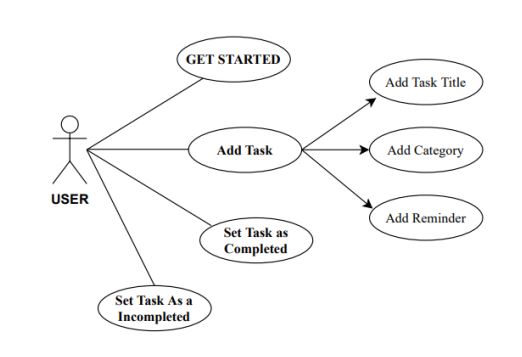 GET STARTED
Add Task Title
Add Task
Add Category
USER
Add Reminder
Set Task as
Completed
Set Task As a
Incompleted